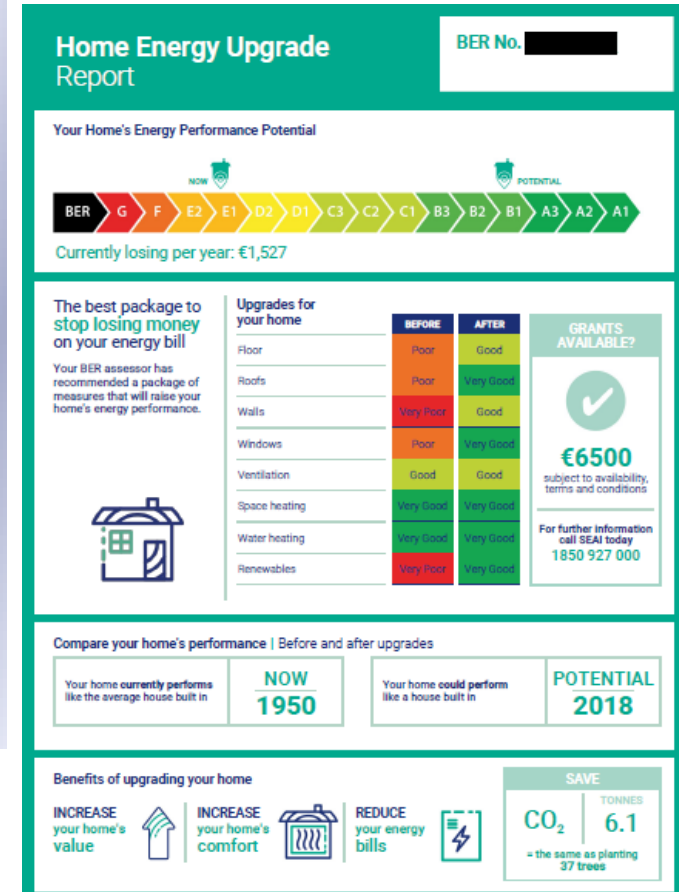 Home Energy Upgrade
Report
BER No.
Your Home's Energy Performance Potential
NOW
POTENTIAL
BER G F E2 E1 D2 D1 C3 C2 C1 B3 B2 B1 A3 A2 A1
Currently losing per year: €1,527
The best package to
stop losing money
on your energy bill
Your BER assessor has
recommended a package of
measures that will raise your
home's energy performance.
Upgrades for
your home
BEFORE AFTER
Floor Poor Good
Roofs Poor Very Good
Walls Very Poor Good
Windows Poor Very Good
Ventilation Good Good
Space heating Very Good Very Good
Water heating Very Good Very Good
Renewables Very Poor Very Good
GRANTS
AVAILABLE?
€6500
subject to availability,
terms and conditions
For further information
call SEAI today
1850 927 000
Compare your home's performance | Before and after upgrades
Your home currently performs
like the average house built in
NOW
1950
Your home could perform
like a house built in
POTENTIAL
2018
Benefits of upgrading your home
INCREASE
your home's
value
INCREASE
your home's
comfort
REDUCE
your energy
bills
SAVE
CO₂
TONNES
6.1
= the same as planting
37 trees